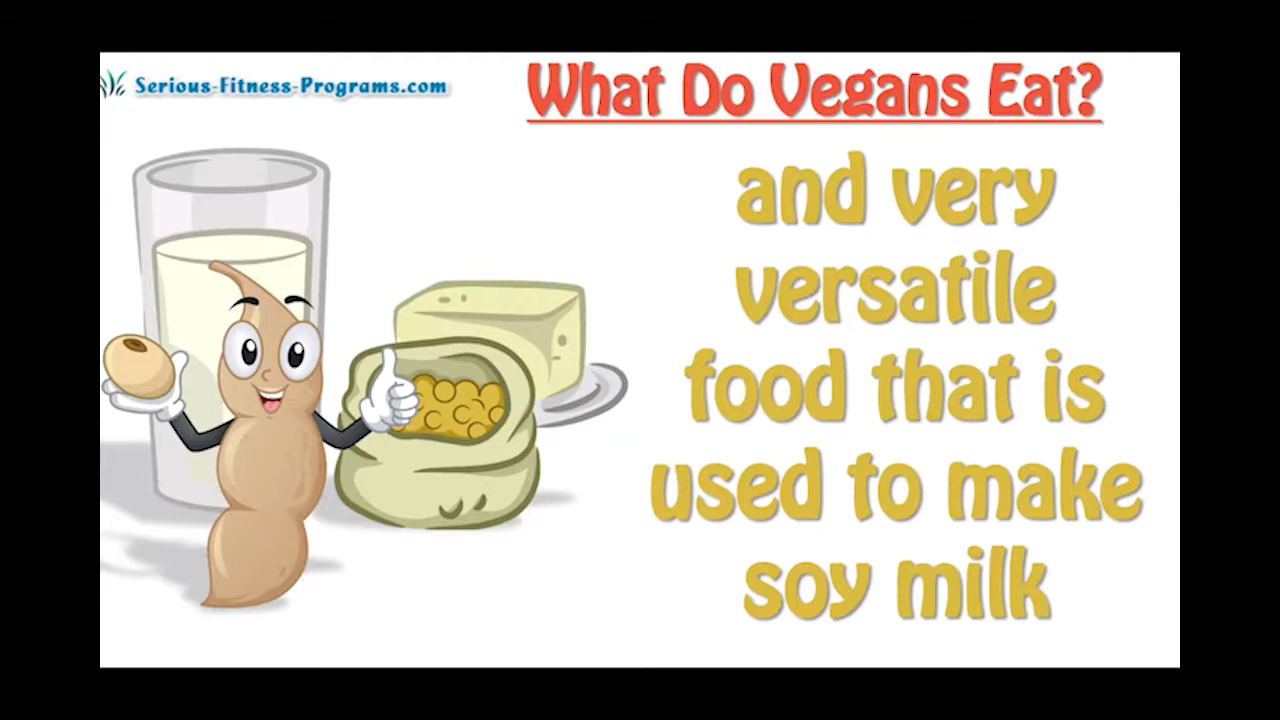 Serious-Fitness-Programs.com
What Do Vegans Eat?
and very
versatile
food that is
used to make
soy milk